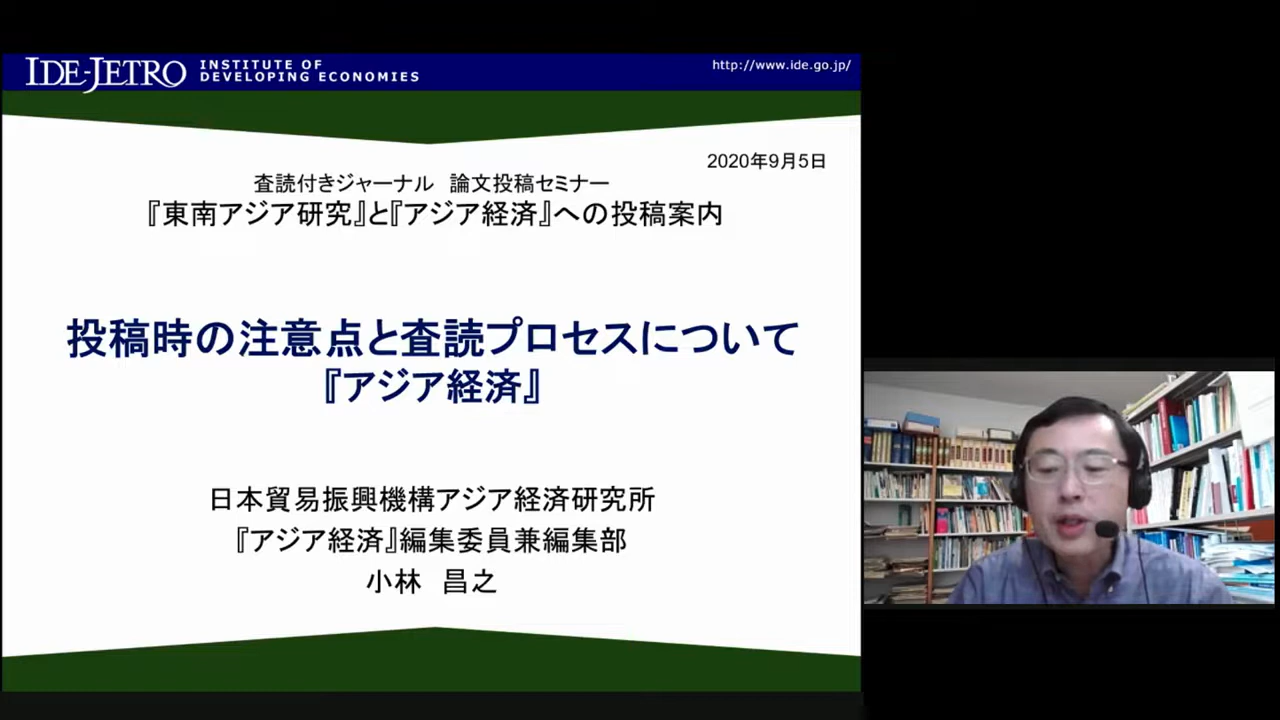 IDE-JETRO
INSTITUTE OF
DEVELOPING ECONOMIES
http://www.ide.go.jp/
2020年9月5日
査読付きジャーナル　論文投稿セミナー
『東南アジア研究』と『アジア経済』への投稿案内
投稿時の注意点と査読プロセスについて
『アジア経済』
日本貿易振興機構アジア経済研究所
『アジア経済』編集委員兼編集部
小林　昌之